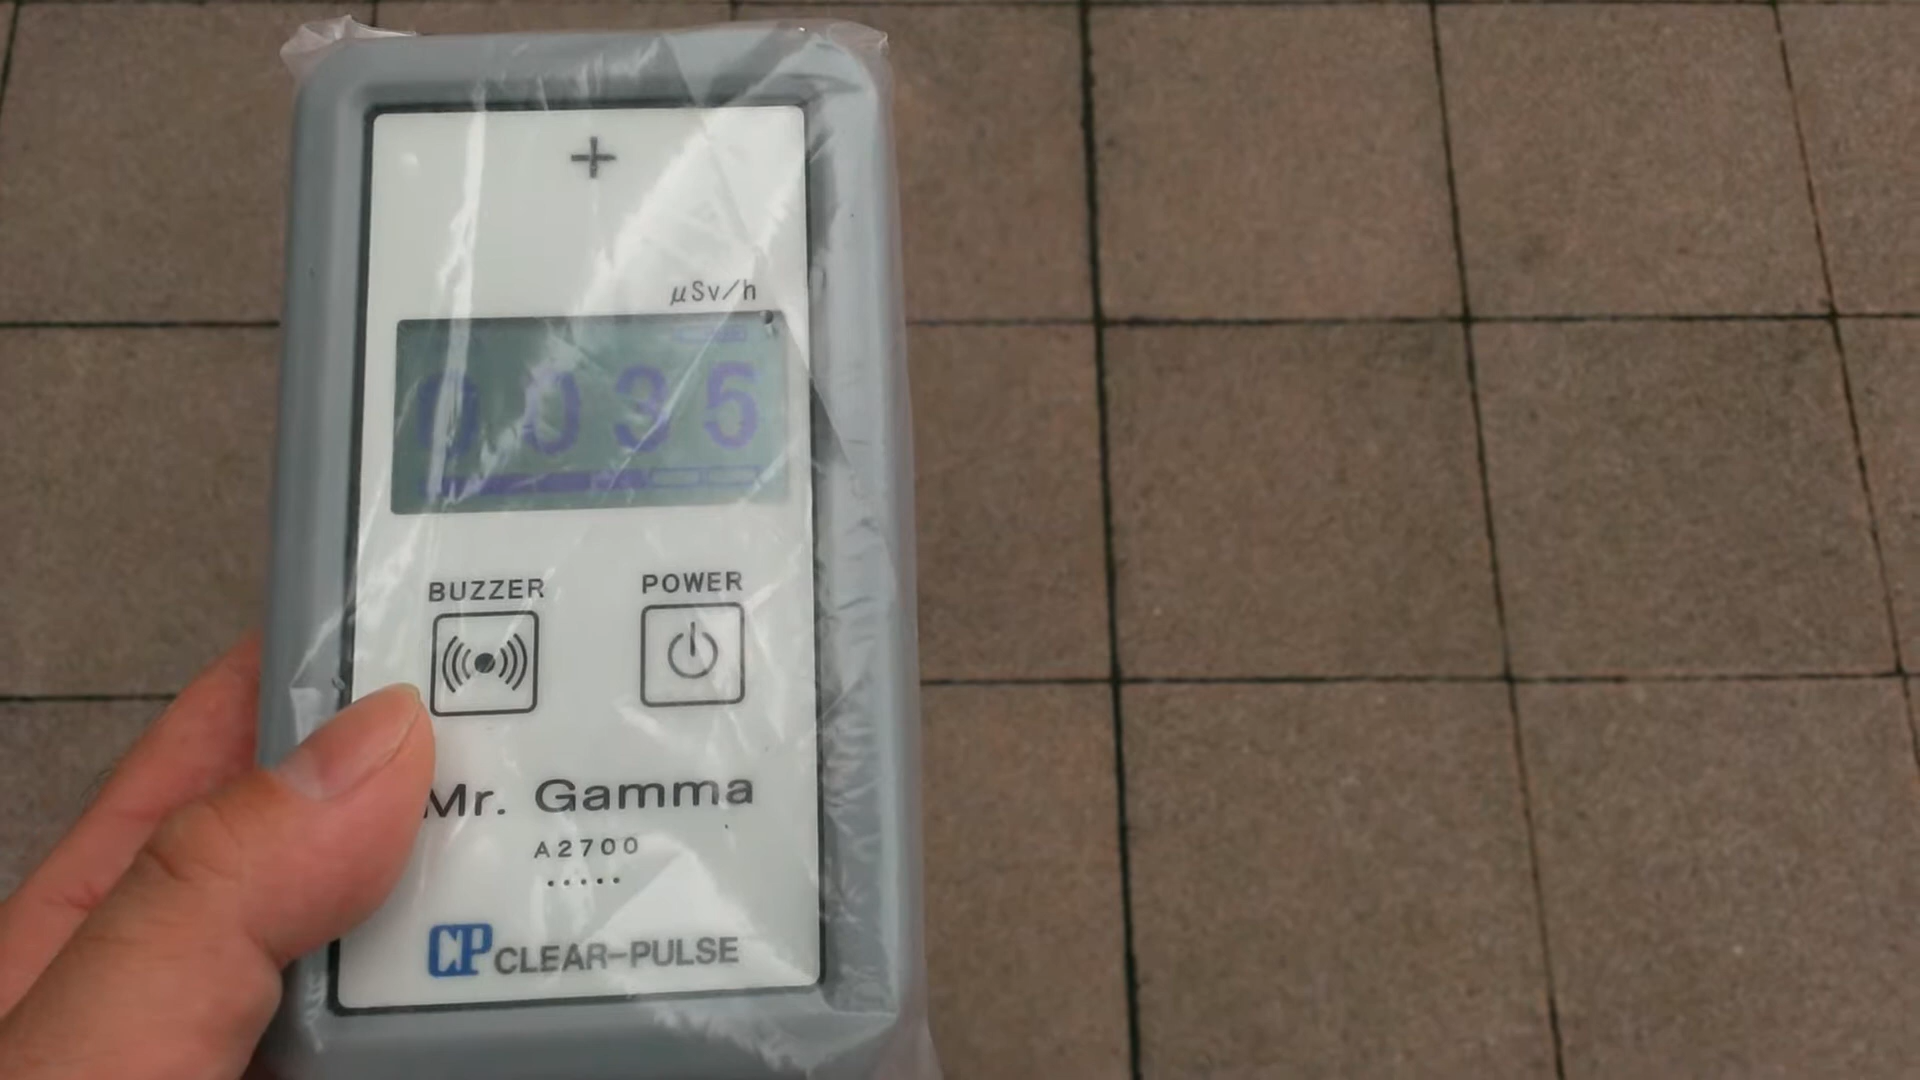 +
μSv/h
0.035
BUZZER POWER
Mr. Gamma
A2700
CP CLEAR-PULSE